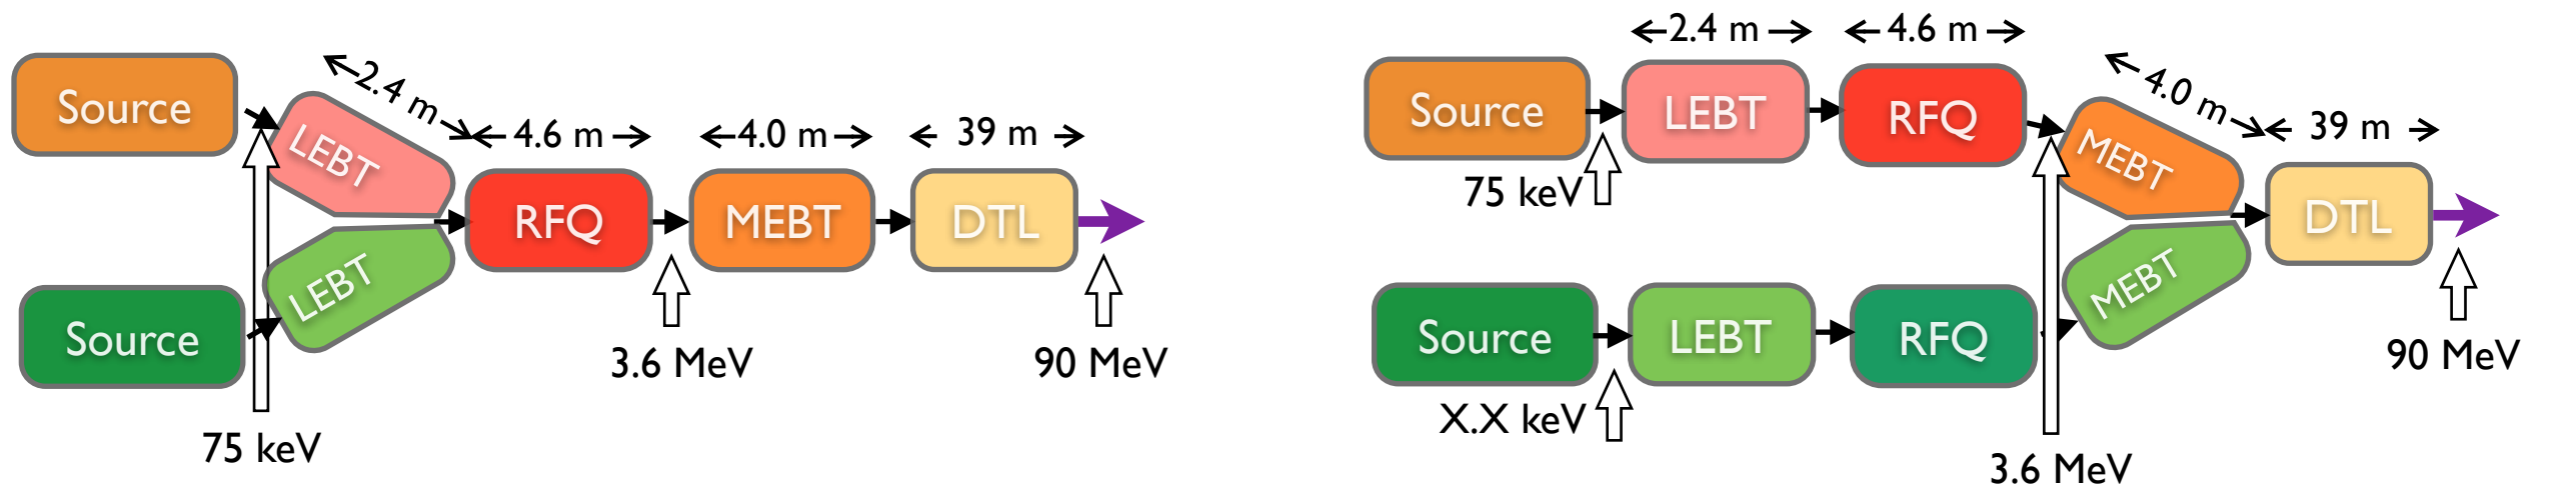 Source
LEBT
2.4 m
4.6 m
4.0 m
39 m
RFQ
MEBT
DTL
LEBT
Source
75 keV
3.6 MeV
90 MeV
2.4 m
4.6 m
4.0 m
39 m
Source
LEBT
RFQ
MEBT
DTL
75 keV
Source
LEBT
RFQ
MEBT
X.X keV
3.6 MeV
90 MeV